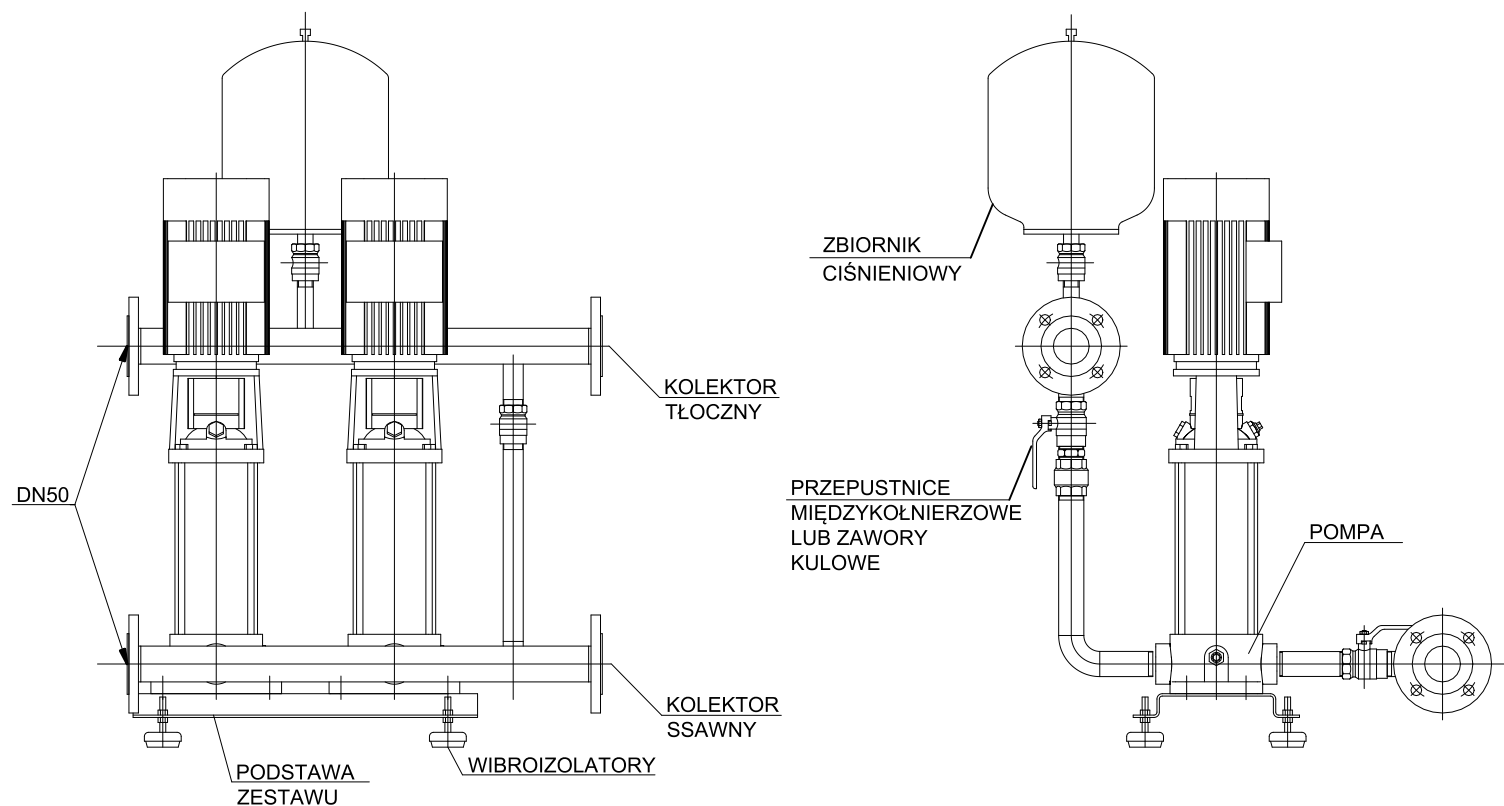 ZBIORNIK
CIŚNIENIOWY
KOLEKTOR
TŁOCZNY
DN50
PRZEPUSTNICE
MIĘDZYKOŁNIERZOWE
LUB ZAWORY
KULOWE
POMPA
KOLEKTOR
SSAWNY
WIBROIZOLATORY
PODSTAWA
ZESTAWU